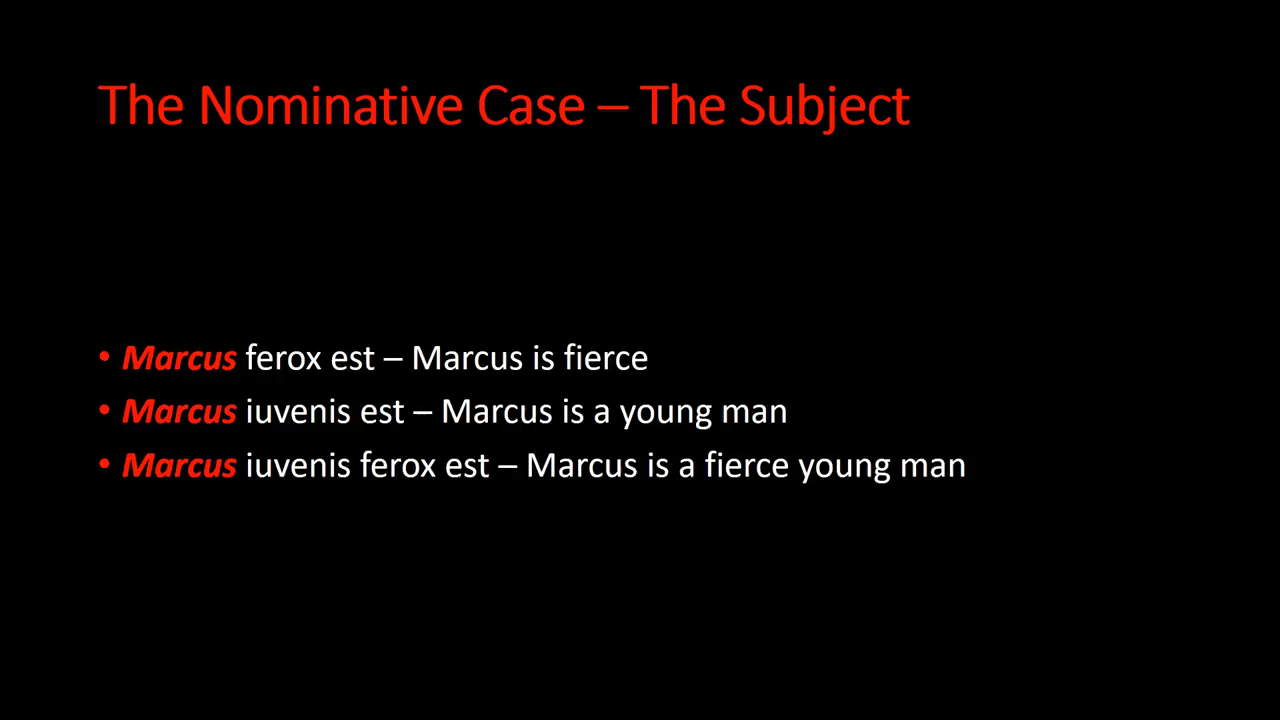 The Nominative Case – The Subject
• Marcus ferox est – Marcus is fierce
• Marcus iuvenis est – Marcus is a young man
• Marcus iuvenis ferox est – Marcus is a fierce young man